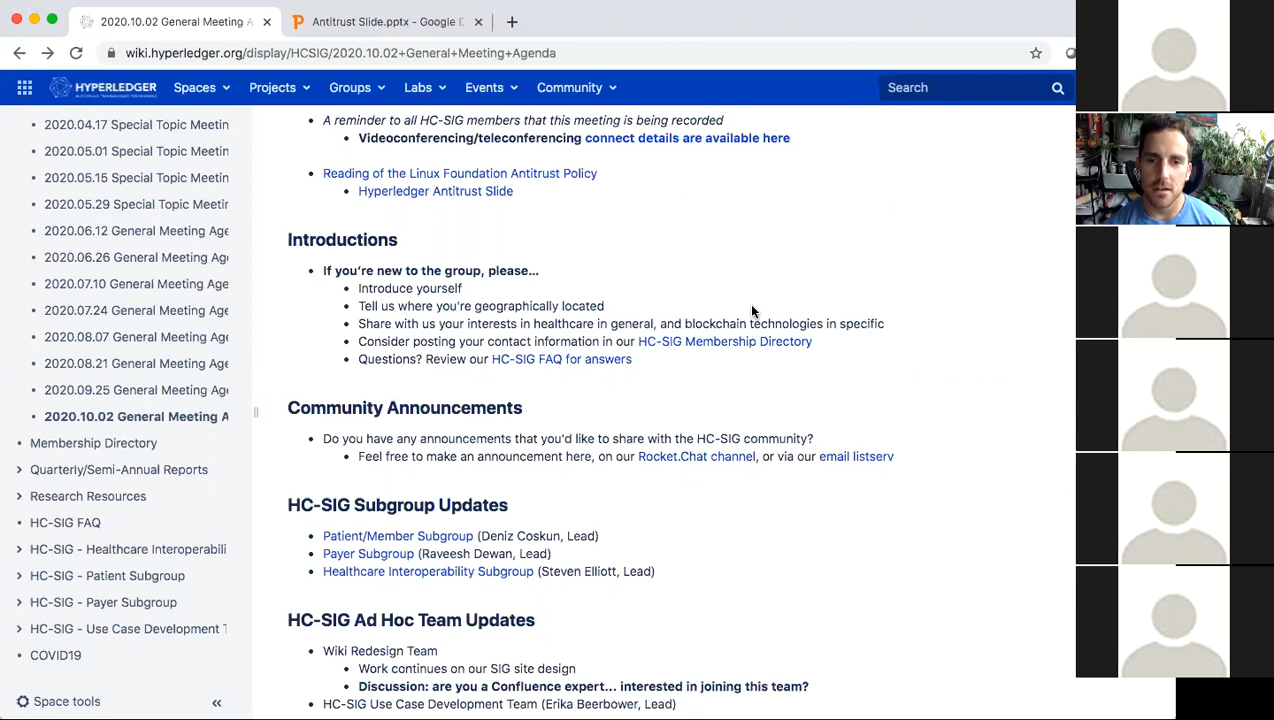 2020.10.02 General Meeting A
Antitrust Slide.pptx - Google D
wiki.hyperledger.org/display/HCSIG/2020.10.02+General+Meeting+Agenda
HYPERLEDGER
Spaces
Projects
Groups
Labs
Events
Community
Search
2020.04.17 Special Topic Meetin
2020.05.01 Special Topic Meetin
2020.05.15 Special Topic Meetin
2020.05.29 Special Topic Meetin
2020.06.12 General Meeting Age
2020.06.26 General Meeting Age
2020.07.10 General Meeting Age
2020.07.24 General Meeting Age
2020.08.07 General Meeting Age
2020.08.21 General Meeting Age
2020.09.25 General Meeting Age
2020.10.02 General Meeting A
Membership Directory
Quarterly/Semi-Annual Reports
Research Resources
HC-SIG FAQ
HC-SIG - Healthcare Interoperabili
HC-SIG - Patient Subgroup
HC-SIG - Payer Subgroup
HC-SIG - Use Case Development T
COVID19
Space tools
A reminder to all HC-SIG members that this meeting is being recorded
Videoconferencing/teleconferencing connect details are available here
Reading of the Linux Foundation Antitrust Policy
Hyperledger Antitrust Slide
Introductions
If you're new to the group, please...
Introduce yourself
Tell us where you're geographically located
Share with us your interests in healthcare in general, and blockchain technologies in specific
Consider posting your contact information in our HC-SIG Membership Directory
Questions? Review our HC-SIG FAQ for answers
Community Announcements
Do you have any announcements that you'd like to share with the HC-SIG community?
Feel free to make an announcement here, on our Rocket.Chat channel, or via our email listserv
HC-SIG Subgroup Updates
Patient/Member Subgroup (Deniz Coskun, Lead)
Payer Subgroup (Raveesh Dewan, Lead)
Healthcare Interoperability Subgroup (Steven Elliott, Lead)
HC-SIG Ad Hoc Team Updates
Wiki Redesign Team
Work continues on our SIG site design
Discussion: are you a Confluence expert... interested in joining this team?
HC-SIG Use Case Development Team (Erika Beerbower, Lead)